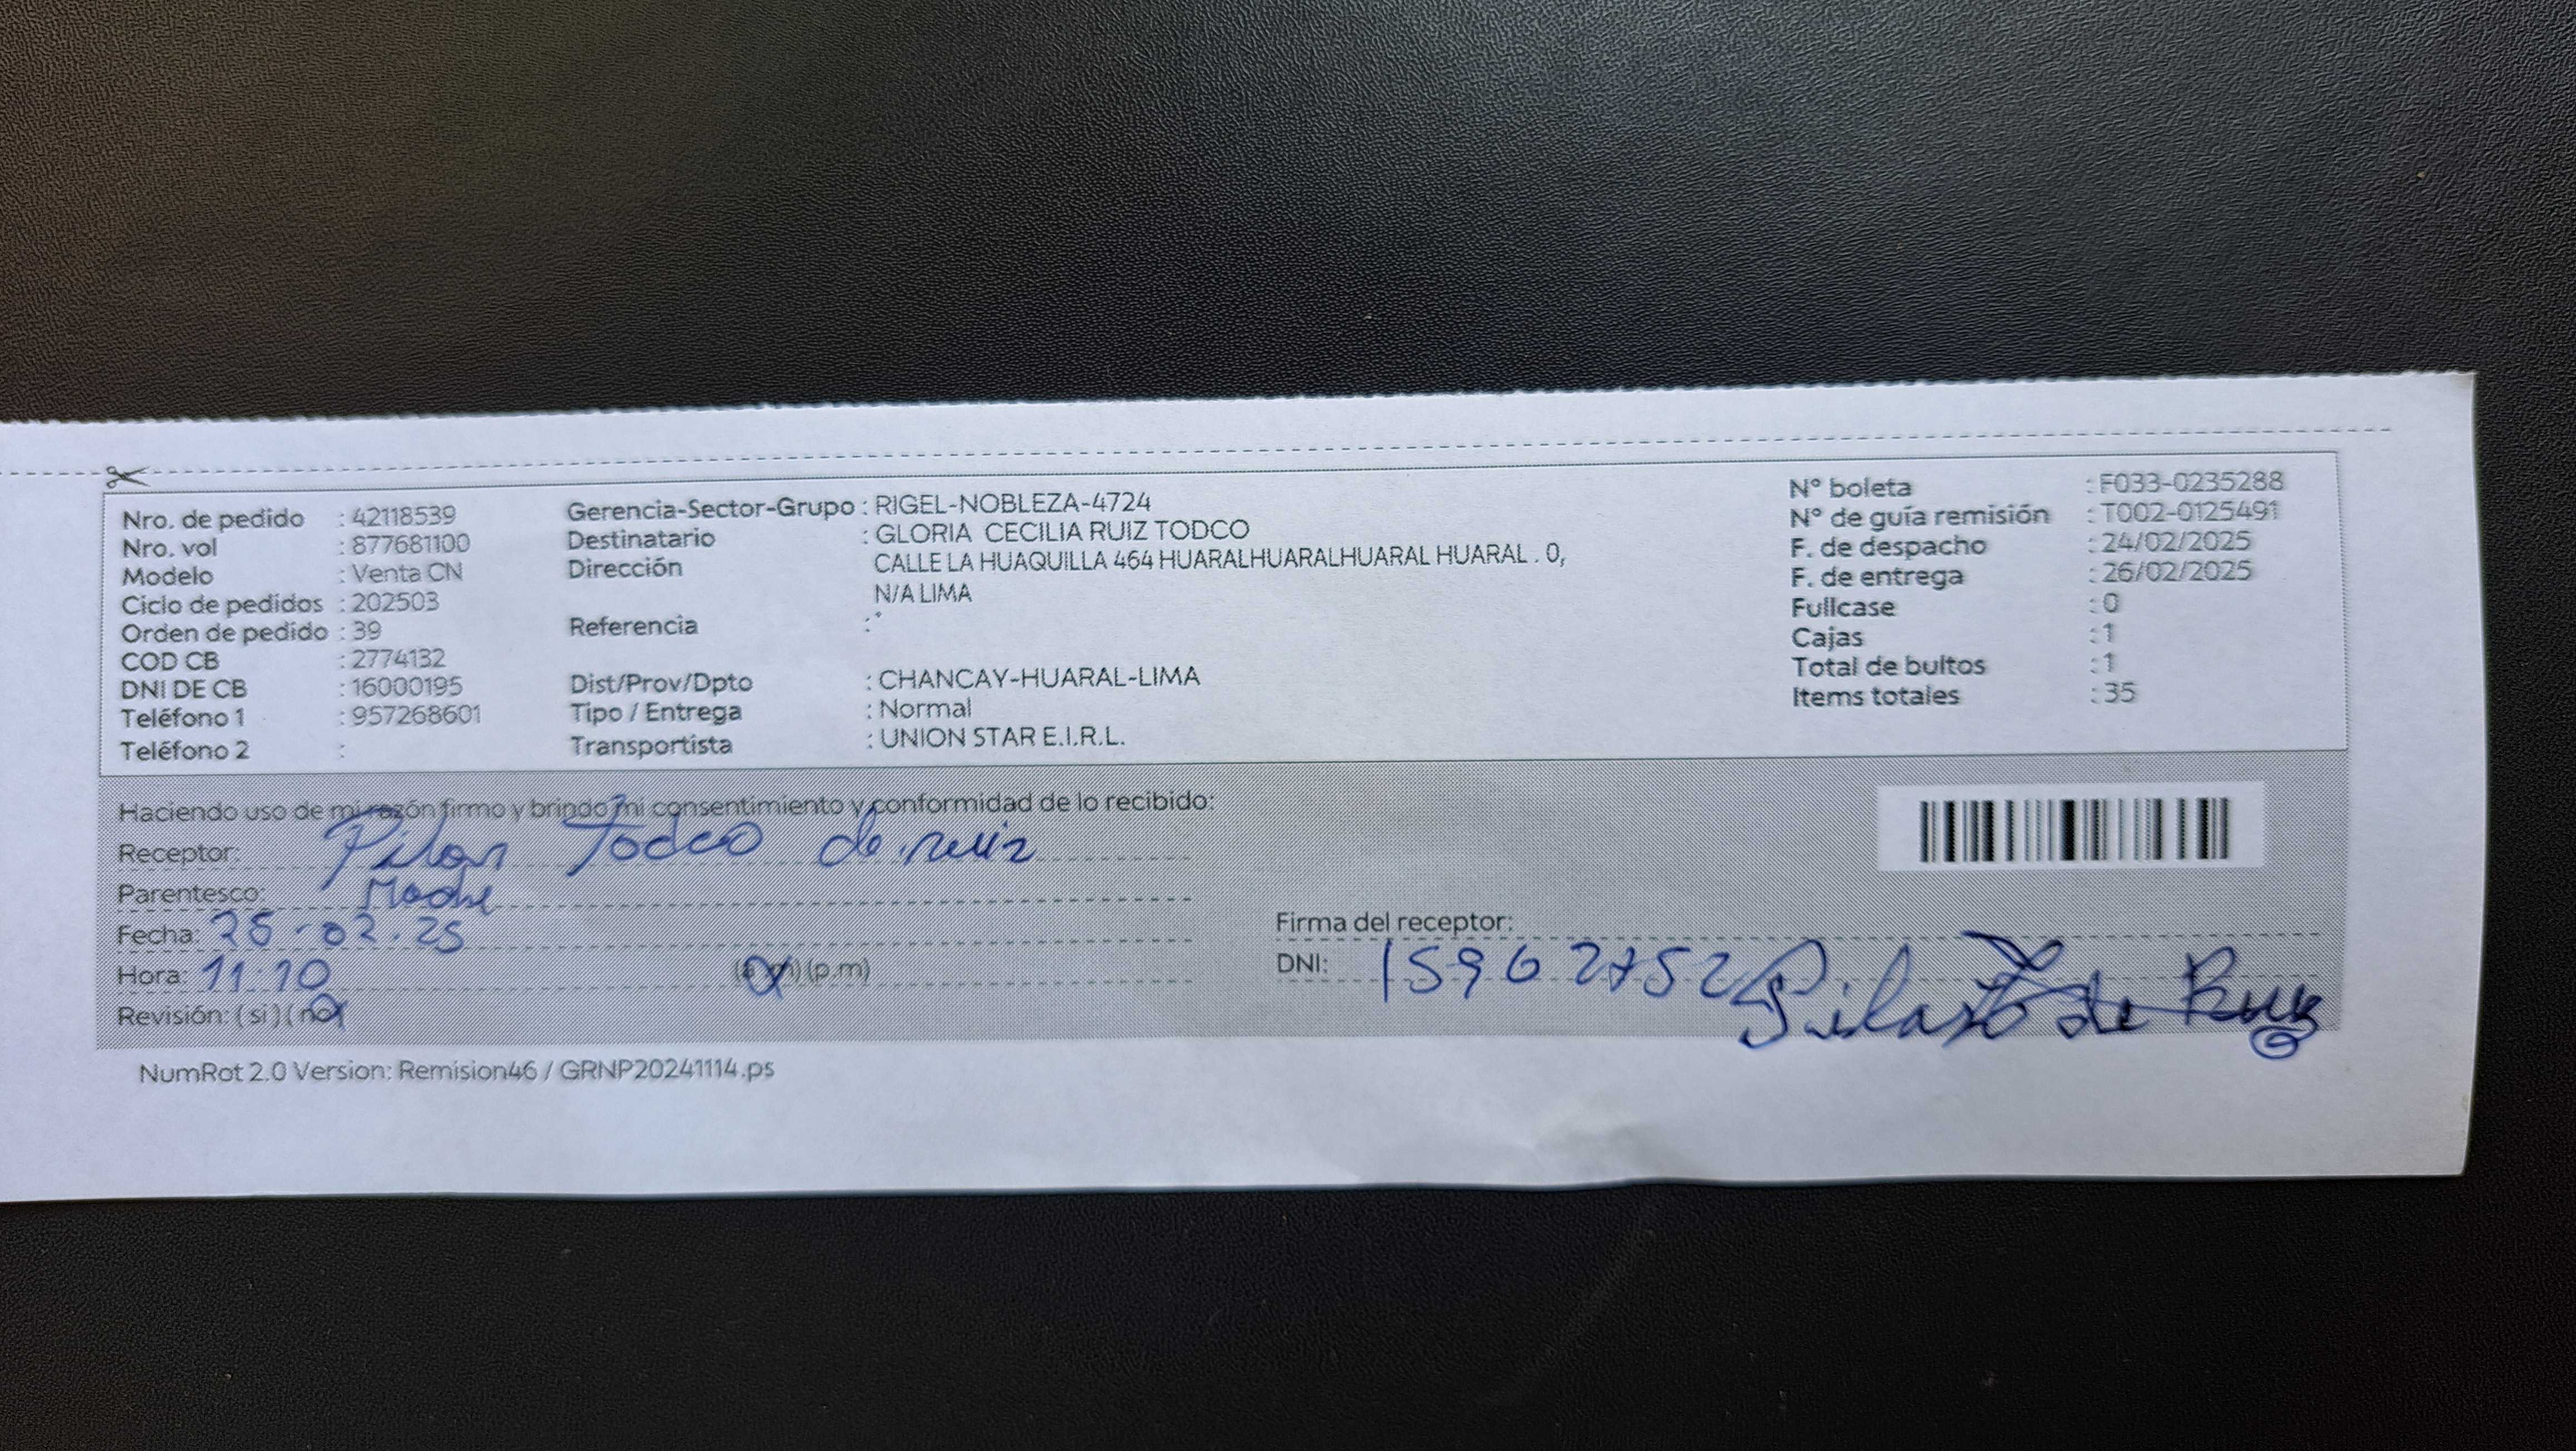 Nro. de pedido : 42118539
Nro. vol : 877681100
Modelo : Venta CN
Ciclo de pedidos : 202503
Orden de pedido : 39
COD CB : 2774132
DNI DE CB : 16000195
Teléfono 1 : 957268601
Teléfono 2 :
Gerencia-Sector-Grupo : RIGEL-NOBLEZA-4724
Destinatario : GLORIA CECILIA RUIZ TODCO
Dirección CALLE LA HUAQUILLA 464 HUARALHUARALHUARAL HUARAL . 0,
N/A LIMA
Referencia : *
Dist/Prov/Dpto : CHANCAY-HUARAL-LIMA
Tipo / Entrega : Normal
Transportista : UNION STAR E.I.R.L.
N° boleta : F033-0235288
N° de guía remisión : T002-0125491
F. de despacho : 24/02/2025
F. de entrega : 26/02/2025
Fullcase : 0
Cajas : 1
Total de bultos : 1
Items totales : 35
Haciendo uso de mi razón firmo y brindo mi consentimiento y conformidad de lo recibido:
Receptor: Pilar Todco de ruiz
Parentesco: Madre
Fecha: 25-02-25
Hora: 11:10 (a.m) (p.m)
Revisión: ( si ) ( no )
Firma del receptor:
DNI: 15962752 Pilar T de Ruiz
NumRot 2.0 Version: Remision46 / GRNP20241114.ps